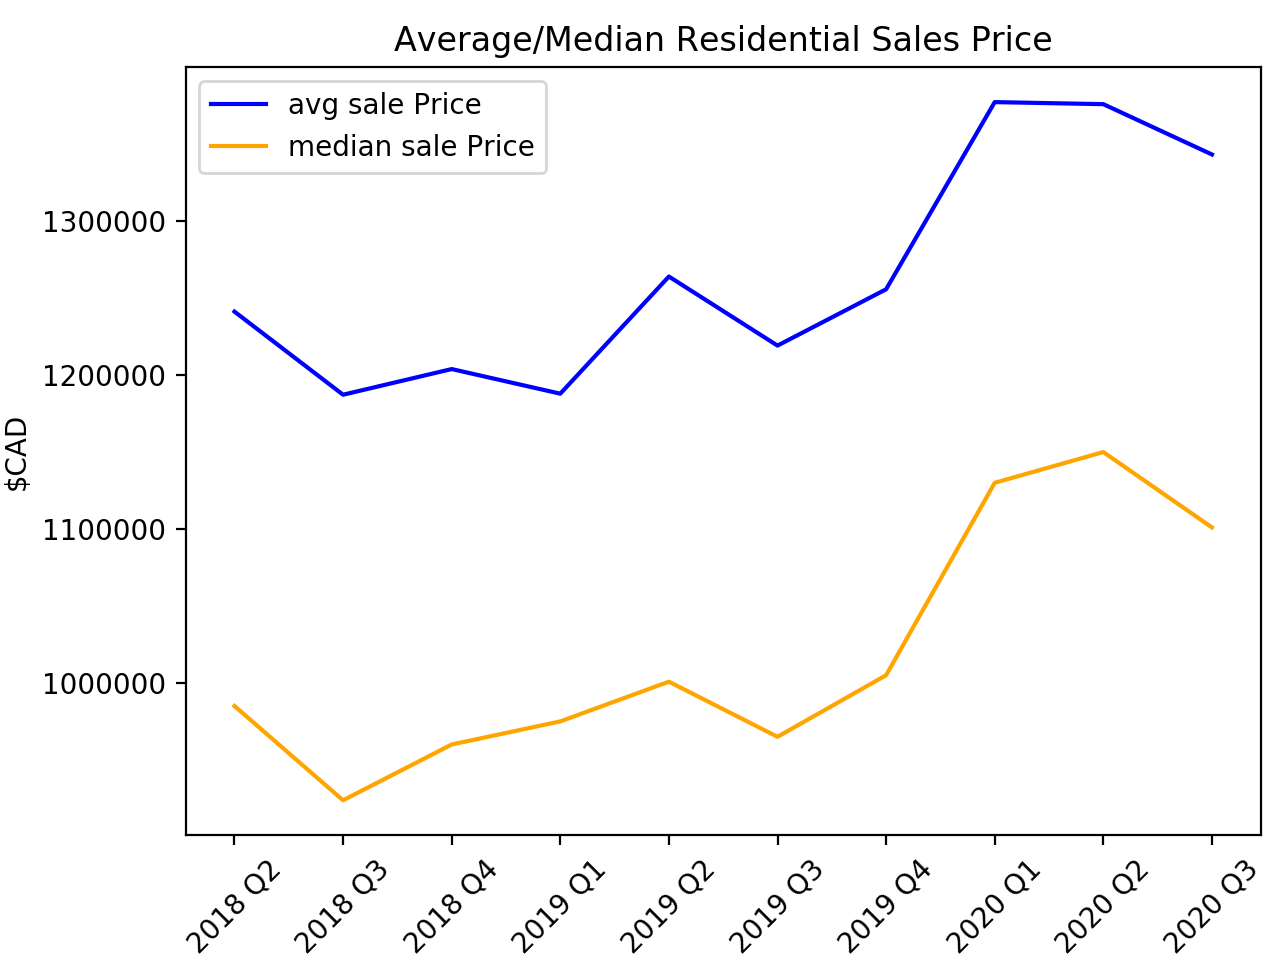 Average/Median Residential Sales Price
avg sale Price
median sale Price
1300000
1200000
1100000
1000000
$CAD
2018 Q2
2018 Q3
2018 Q4
2019 Q1
2019 Q2
2019 Q3
2019 Q4
2020 Q1
2020 Q2
2020 Q3